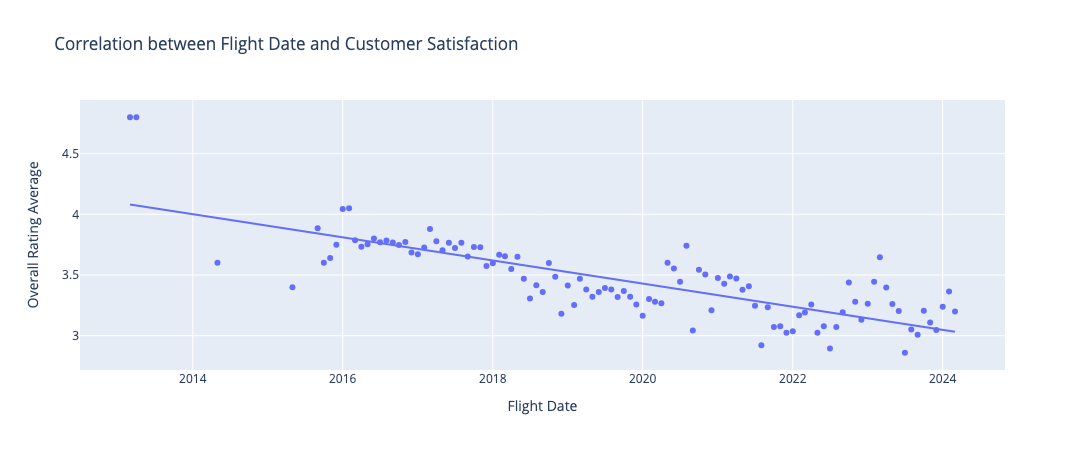 Correlation between Flight Date and Customer Satisfaction
Overall Rating Average
4.5
4
3.5
3
2014 2016 2018 2020 2022 2024
Flight Date